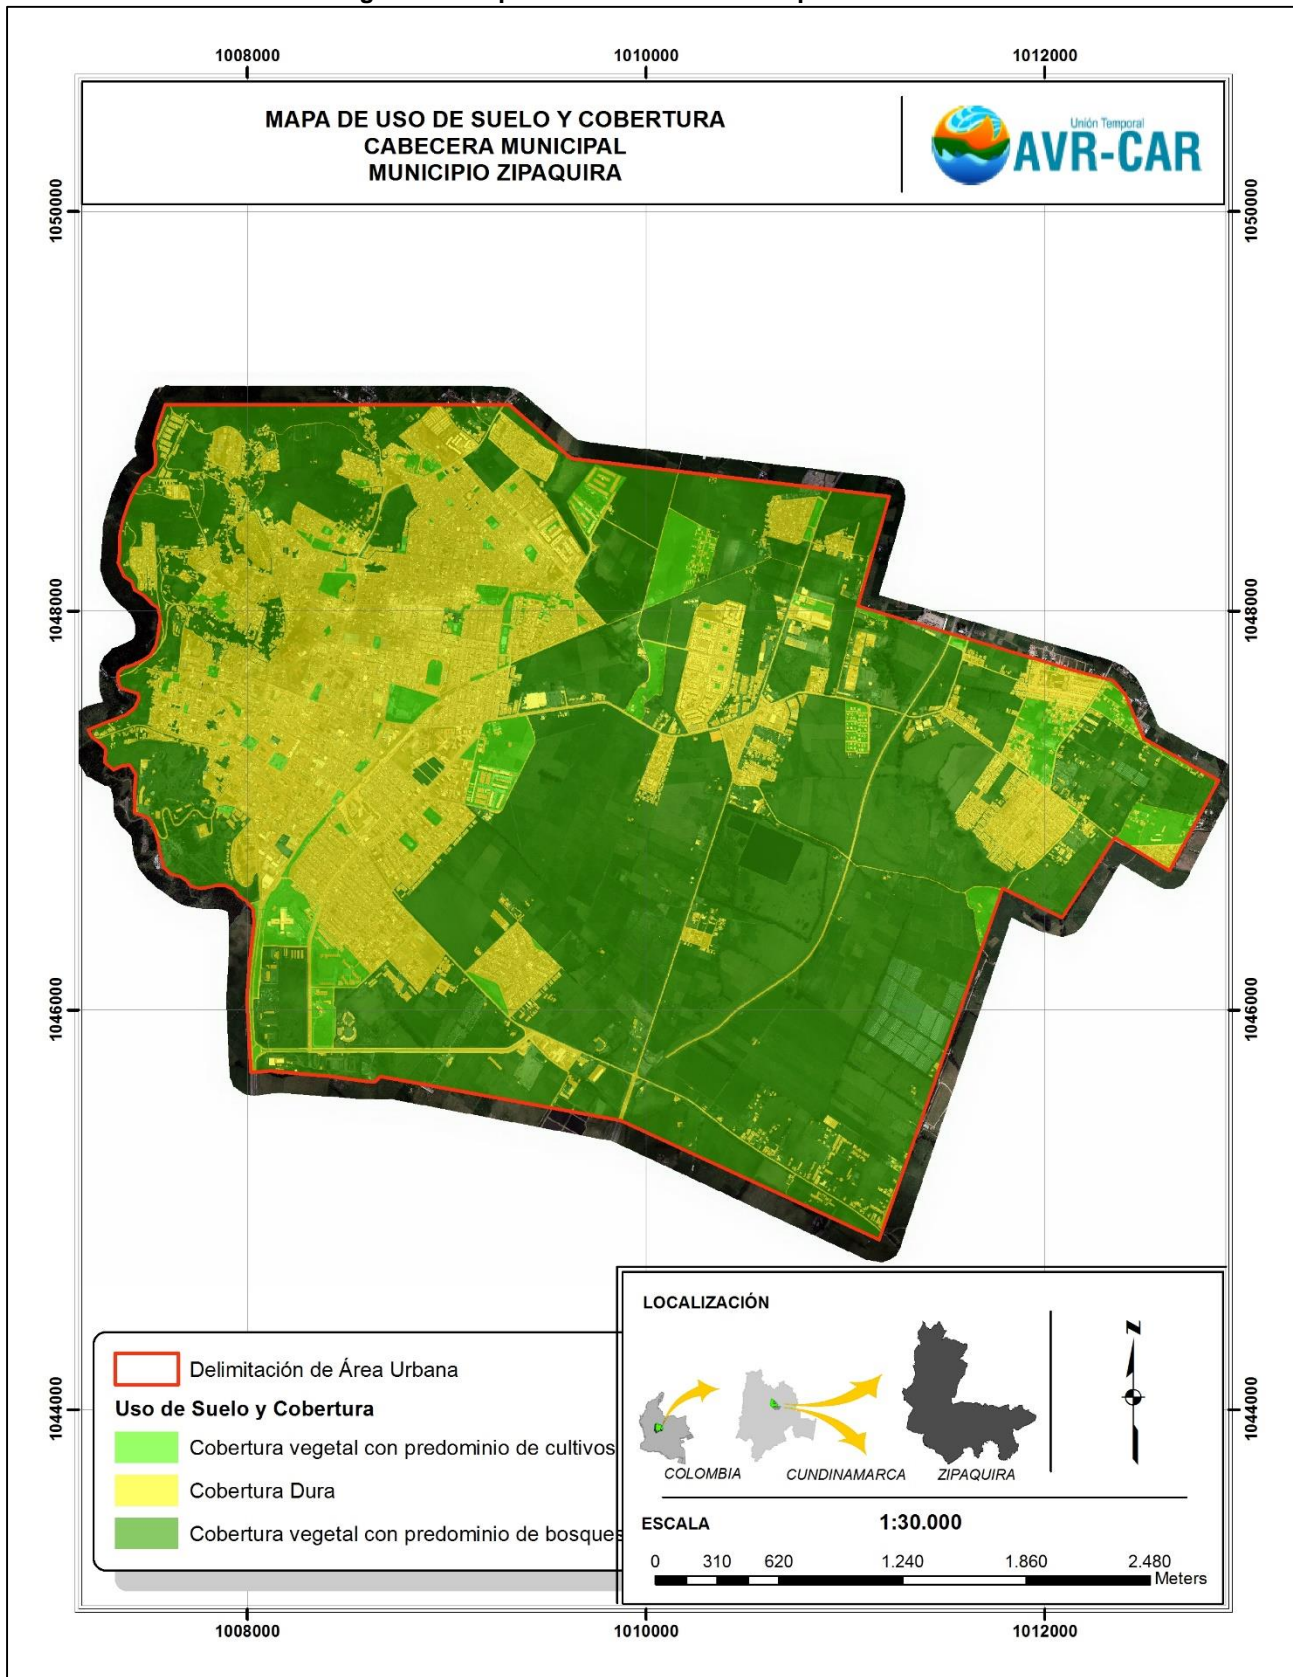 1008000
1010000
1012000
MAPA DE USO DE SUELO Y COBERTURA
CABECERA MUNICIPAL
MUNICIPIO ZIPAQUIRA
Unión Temporal
AVR-CAR
1050000
1050000
1048000
1048000
1046000
1046000
1044000
1044000
Delimitación de Área Urbana
Uso de Suelo y Cobertura
Cobertura vegetal con predominio de cultivos
Cobertura Dura
Cobertura vegetal con predominio de bosques
LOCALIZACIÓN
N
COLOMBIA
CUNDINAMARCA
ZIPAQUIRA
ESCALA
1:30.000
0 310 620 1.240 1.860 2.480
Meters
1008000
1010000
1012000